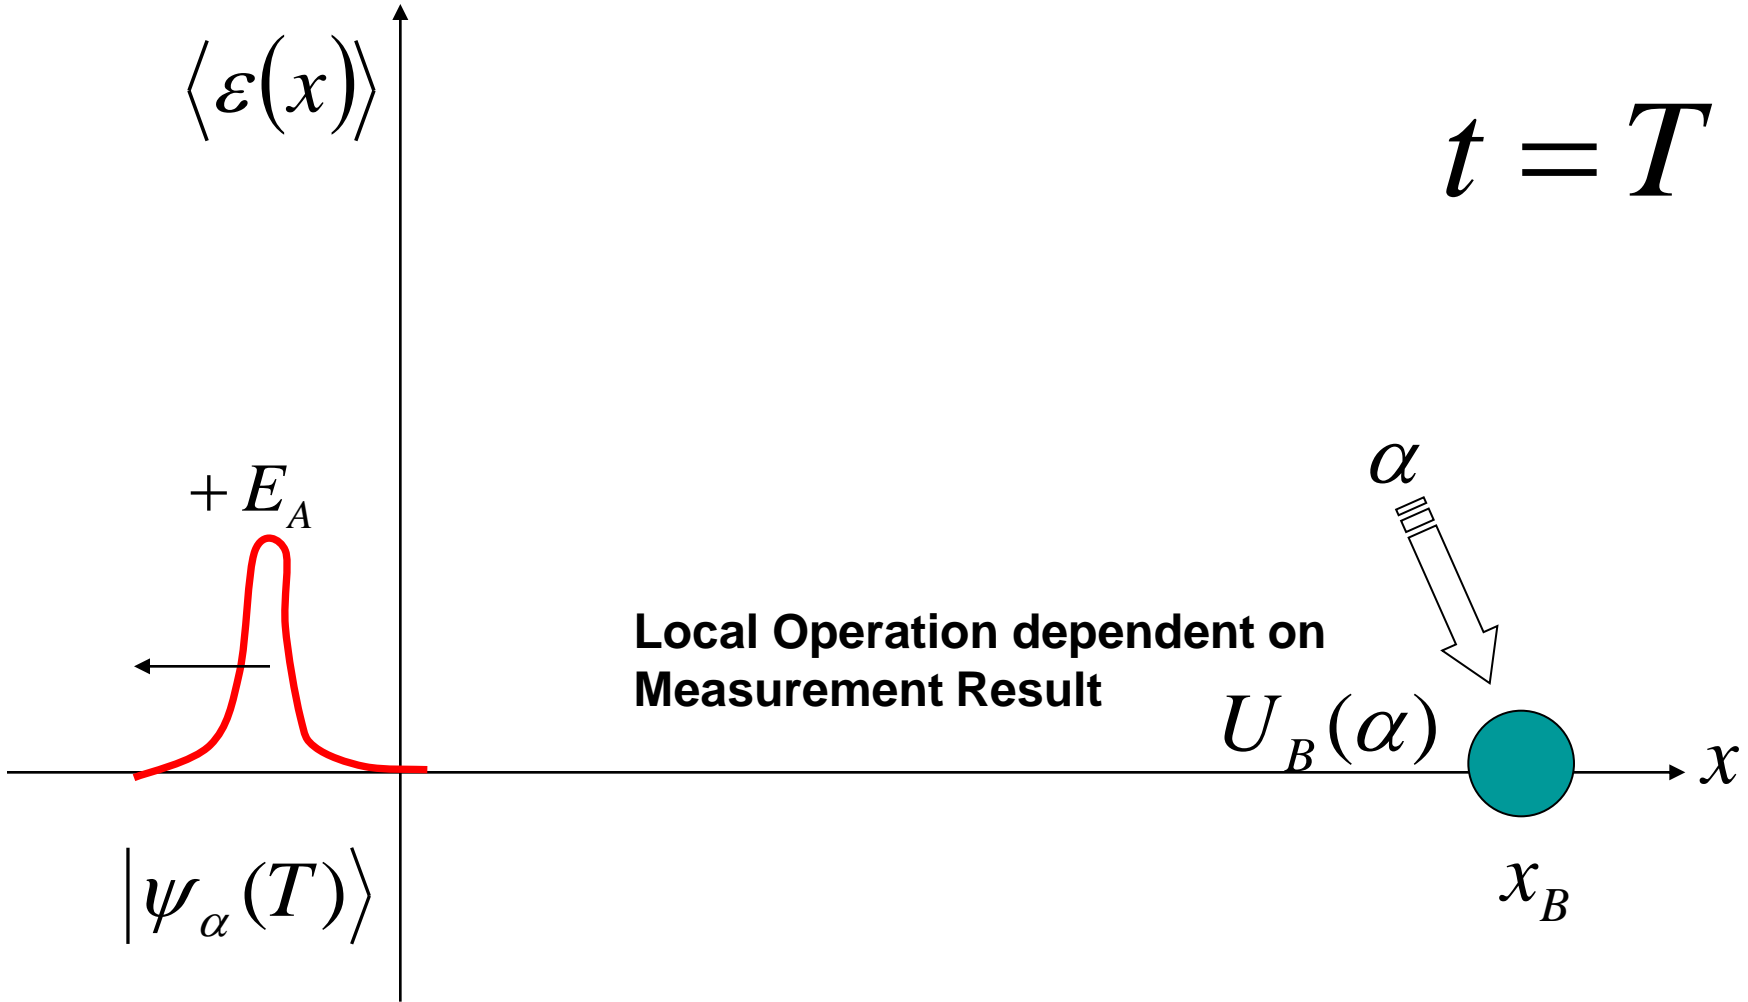 ⟨ε(x)⟩
t = T
α
+ E_A
Local Operation dependent on
Measurement Result
U_B(α)
x
|ψ_α(T)⟩
x_B